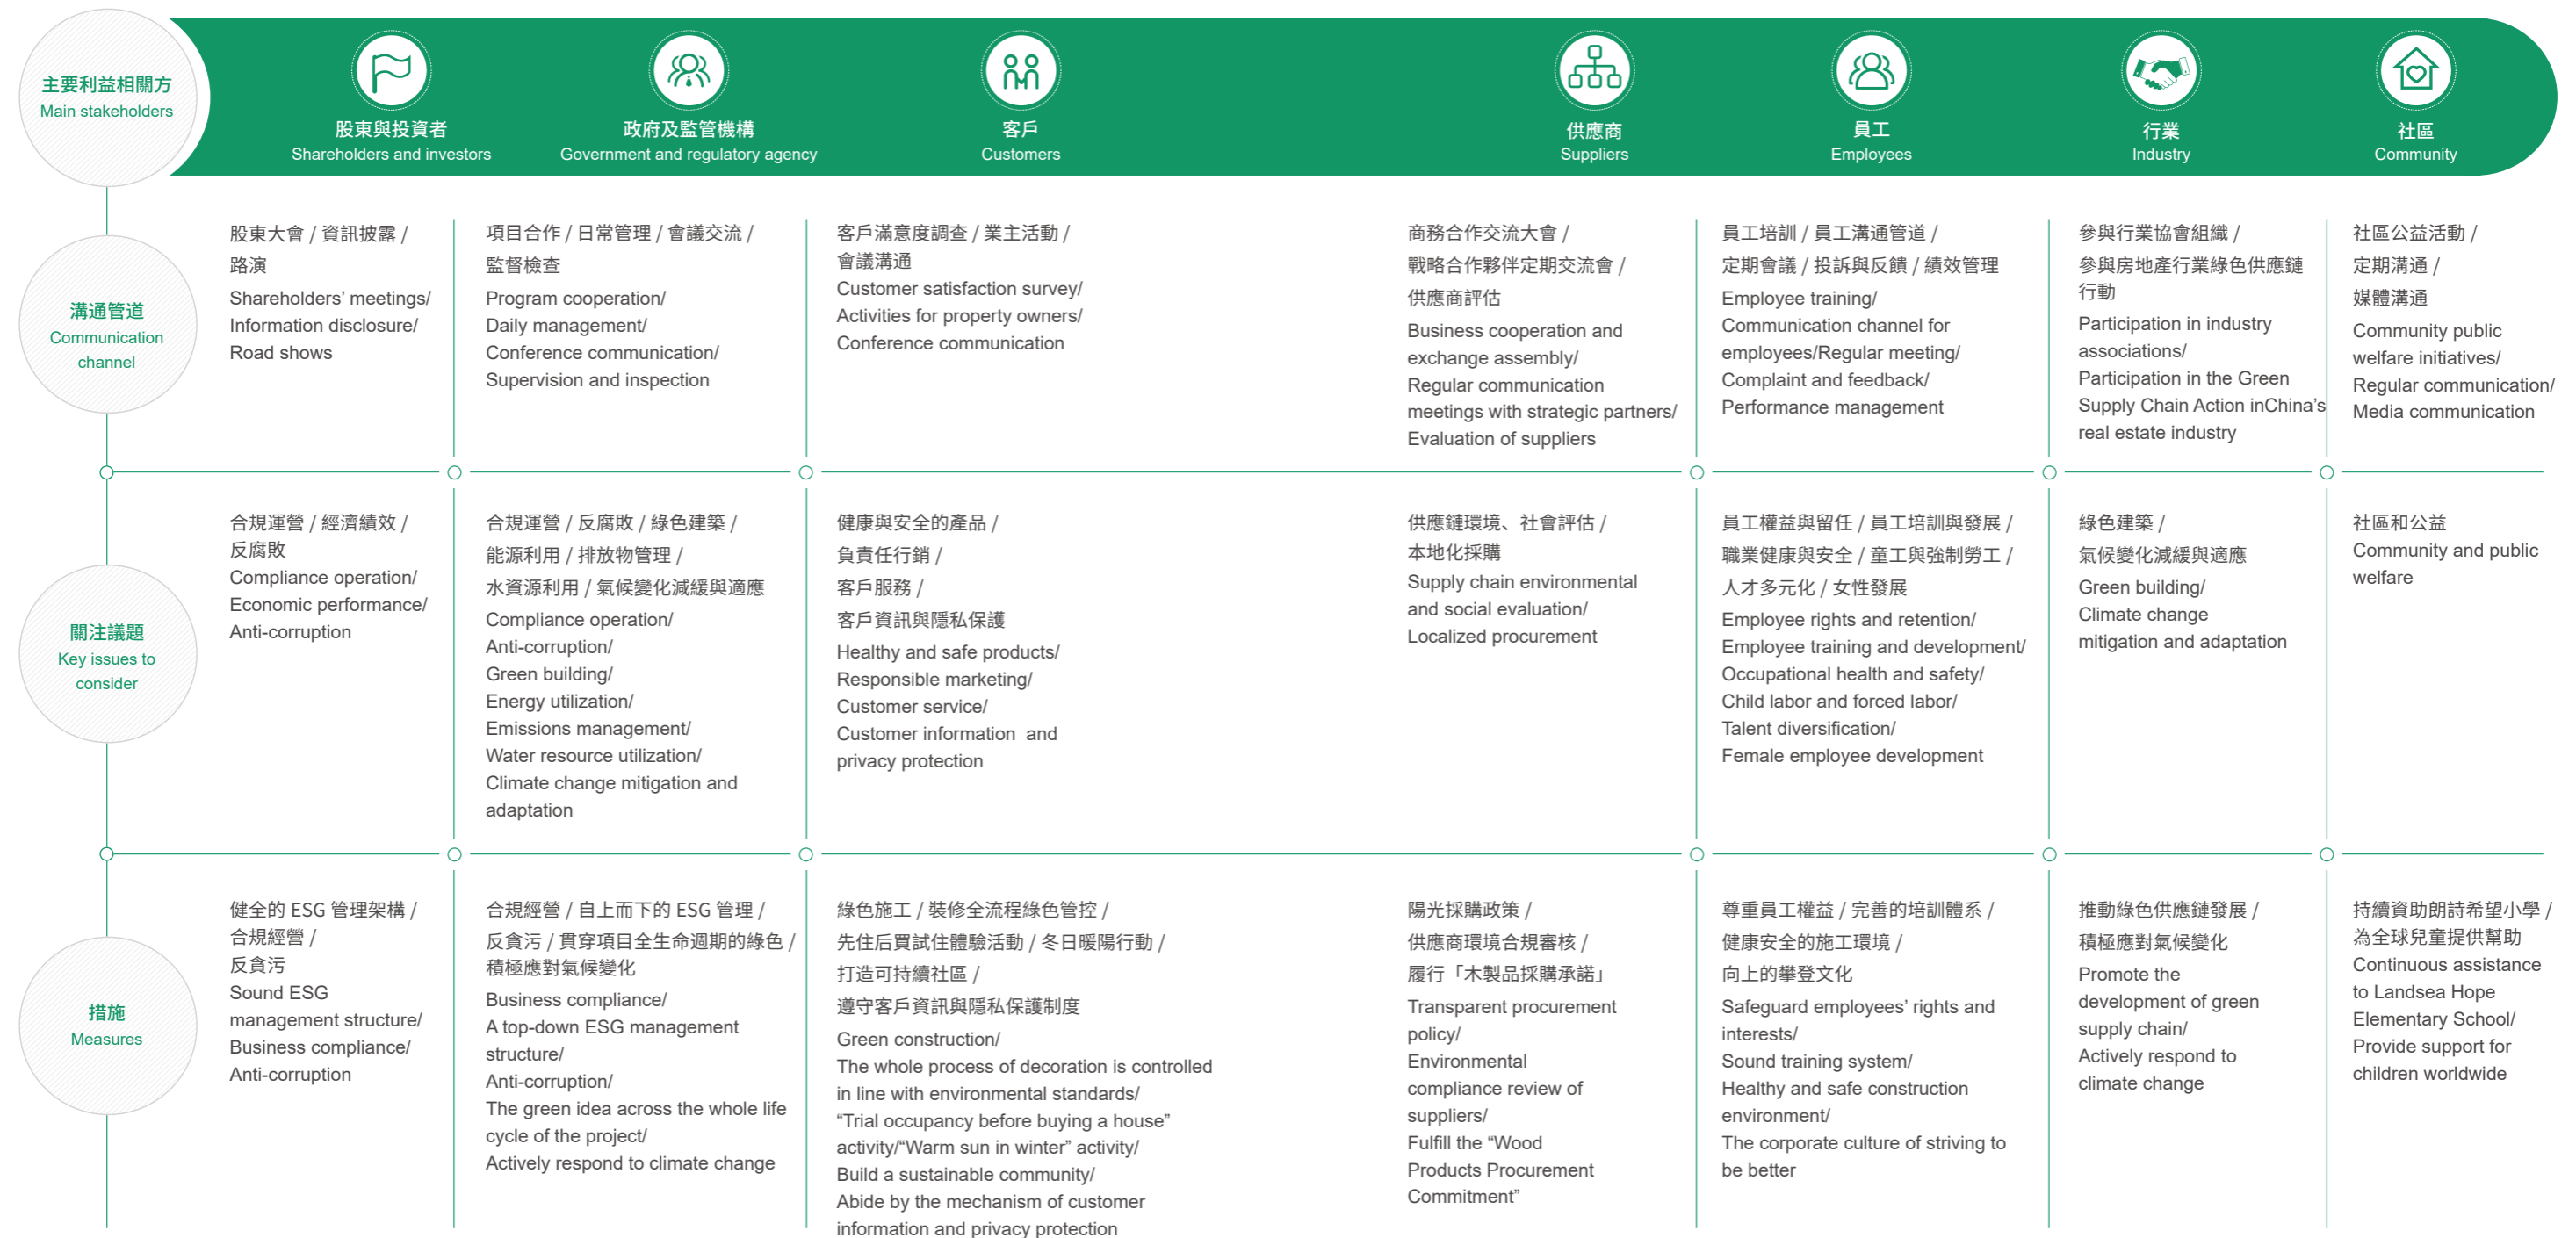 主要利益相關方
Main stakeholders
股東與投資者
Shareholders and investors
政府及監管機構
Government and regulatory agency
客戶
Customers
供應商
Suppliers
員工
Employees
行業
Industry
社區
Community
溝通管道
Communication
channel
股東大會 / 資訊披露 /
路演
Shareholders’ meetings/
Information disclosure/
Road shows
項目合作 / 日常管理 / 會議交流 /
監督檢查
Program cooperation/
Daily management/
Conference communication/
Supervision and inspection
客戶滿意度調查 / 業主活動 /
會議溝通
Customer satisfaction survey/
Activities for property owners/
Conference communication
商務合作交流大會 /
戰略合作夥伴定期交流會 /
供應商評估
Business cooperation and
exchange assembly/
Regular communication
meetings with strategic partners/
Evaluation of suppliers
員工培訓 / 員工溝通管道 /
定期會議 / 投訴與反饋 / 績效管理
Employee training/
Communication channel for
employees/Regular meeting/
Complaint and feedback/
Performance management
參與行業協會組織 /
參與房地產行業綠色供應鏈
行動
Participation in industry
associations/
Participation in the Green
Supply Chain Action inChina’s
real estate industry
社區公益活動 /
定期溝通 /
媒體溝通
Community public
welfare initiatives/
Regular communication/
Media communication
關注議題
Key issues to
consider
合規運營 / 經濟績效 /
反腐敗
Compliance operation/
Economic performance/
Anti-corruption
合規運營 / 反腐敗 / 綠色建築 /
能源利用 / 排放物管理 /
水資源利用 / 氣候變化減緩與適應
Compliance operation/
Anti-corruption/
Green building/
Energy utilization/
Emissions management/
Water resource utilization/
Climate change mitigation and
adaptation
健康與安全的產品 /
負責任行銷 /
客戶服務 /
客戶資訊與隱私保護
Healthy and safe products/
Responsible marketing/
Customer service/
Customer information  and
privacy protection
供應鏈環境、社會評估 /
本地化採購
Supply chain environmental
and social evaluation/
Localized procurement
員工權益與留任 / 員工培訓與發展 /
職業健康與安全 / 童工與強制勞工 /
人才多元化 / 女性發展
Employee rights and retention/
Employee training and development/
Occupational health and safety/
Child labor and forced labor/
Talent diversification/
Female employee development
綠色建築 /
氣候變化減緩與適應
Green building/
Climate change
mitigation and adaptation
社區和公益
Community and public
welfare
措施
Measures
健全的 ESG 管理架構 /
合規經營 /
反貪污
Sound ESG
management structure/
Business compliance/
Anti-corruption
合規經營 / 自上而下的 ESG 管理 /
反貪污 / 貫穿項目全生命週期的綠色 /
積極應對氣候變化
Business compliance/
A top-down ESG management
structure/
Anti-corruption/
The green idea across the whole life
cycle of the project/
Actively respond to climate change
綠色施工 / 裝修全流程綠色管控 /
先住后買試住體驗活動 / 冬日暖陽行動 /
打造可持續社區 /
遵守客戶資訊與隱私保護制度
Green construction/
The whole process of decoration is controlled
in line with environmental standards/
“Trial occupancy before buying a house”
activity/“Warm sun in winter” activity/
Build a sustainable community/
Abide by the mechanism of customer
information and privacy protection
陽光採購政策 /
供應商環境合規審核 /
履行「木製品採購承諾」
Transparent procurement
policy/
Environmental
compliance review of
suppliers/
Fulfill the “Wood
Products Procurement
Commitment”
尊重員工權益 / 完善的培訓體系 /
健康安全的施工環境 /
向上的攀登文化
Safeguard employees’ rights and
interests/
Sound training system/
Healthy and safe construction
environment/
The corporate culture of striving to
be better
推動綠色供應鏈發展 /
積極應對氣候變化
Promote the
development of green
supply chain/
Actively respond to
climate change
持續資助朗詩希望小學 /
為全球兒童提供幫助
Continuous assistance
to Landsea Hope
Elementary School/
Provide support for
children worldwide